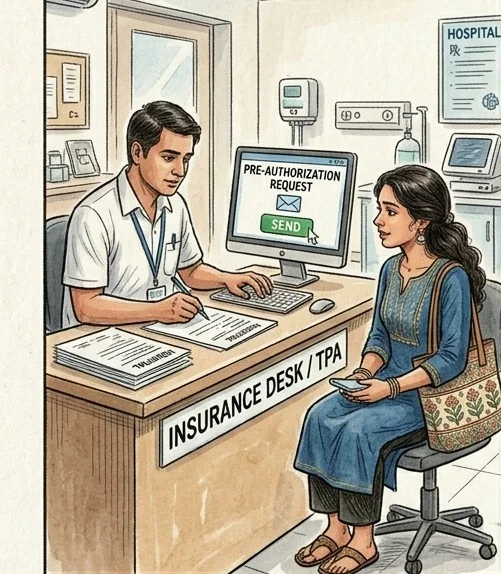 HOSPITAL
PRE-AUTHORIZATION
REQUEST
SEND
INSURANCE DESK / TPA